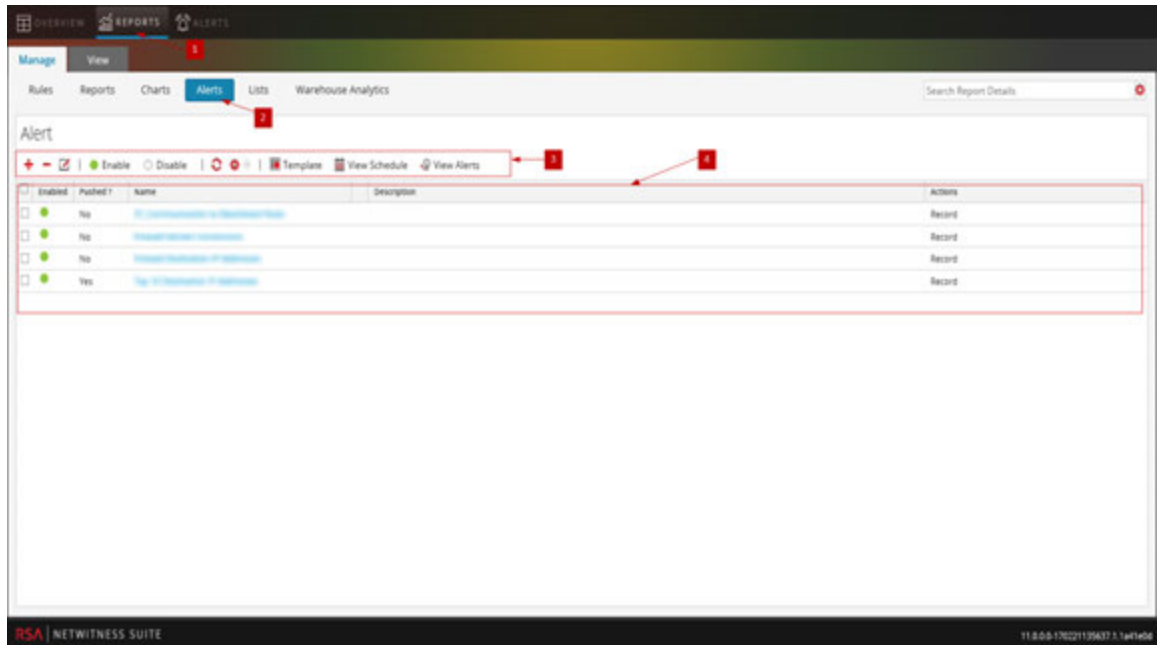 OVERVIEW REPORTS ALERTS
1
Manage View
Rules Reports Charts Alerts Lists Warehouse Analytics Search Report Details
2
Alert
Enable Disable Template View Schedule View Alerts 3 4
Enabled Pushed? Name Description Actions
No Record
No Record
No Record
Yes Record
RSA NETWITNESS SUITE